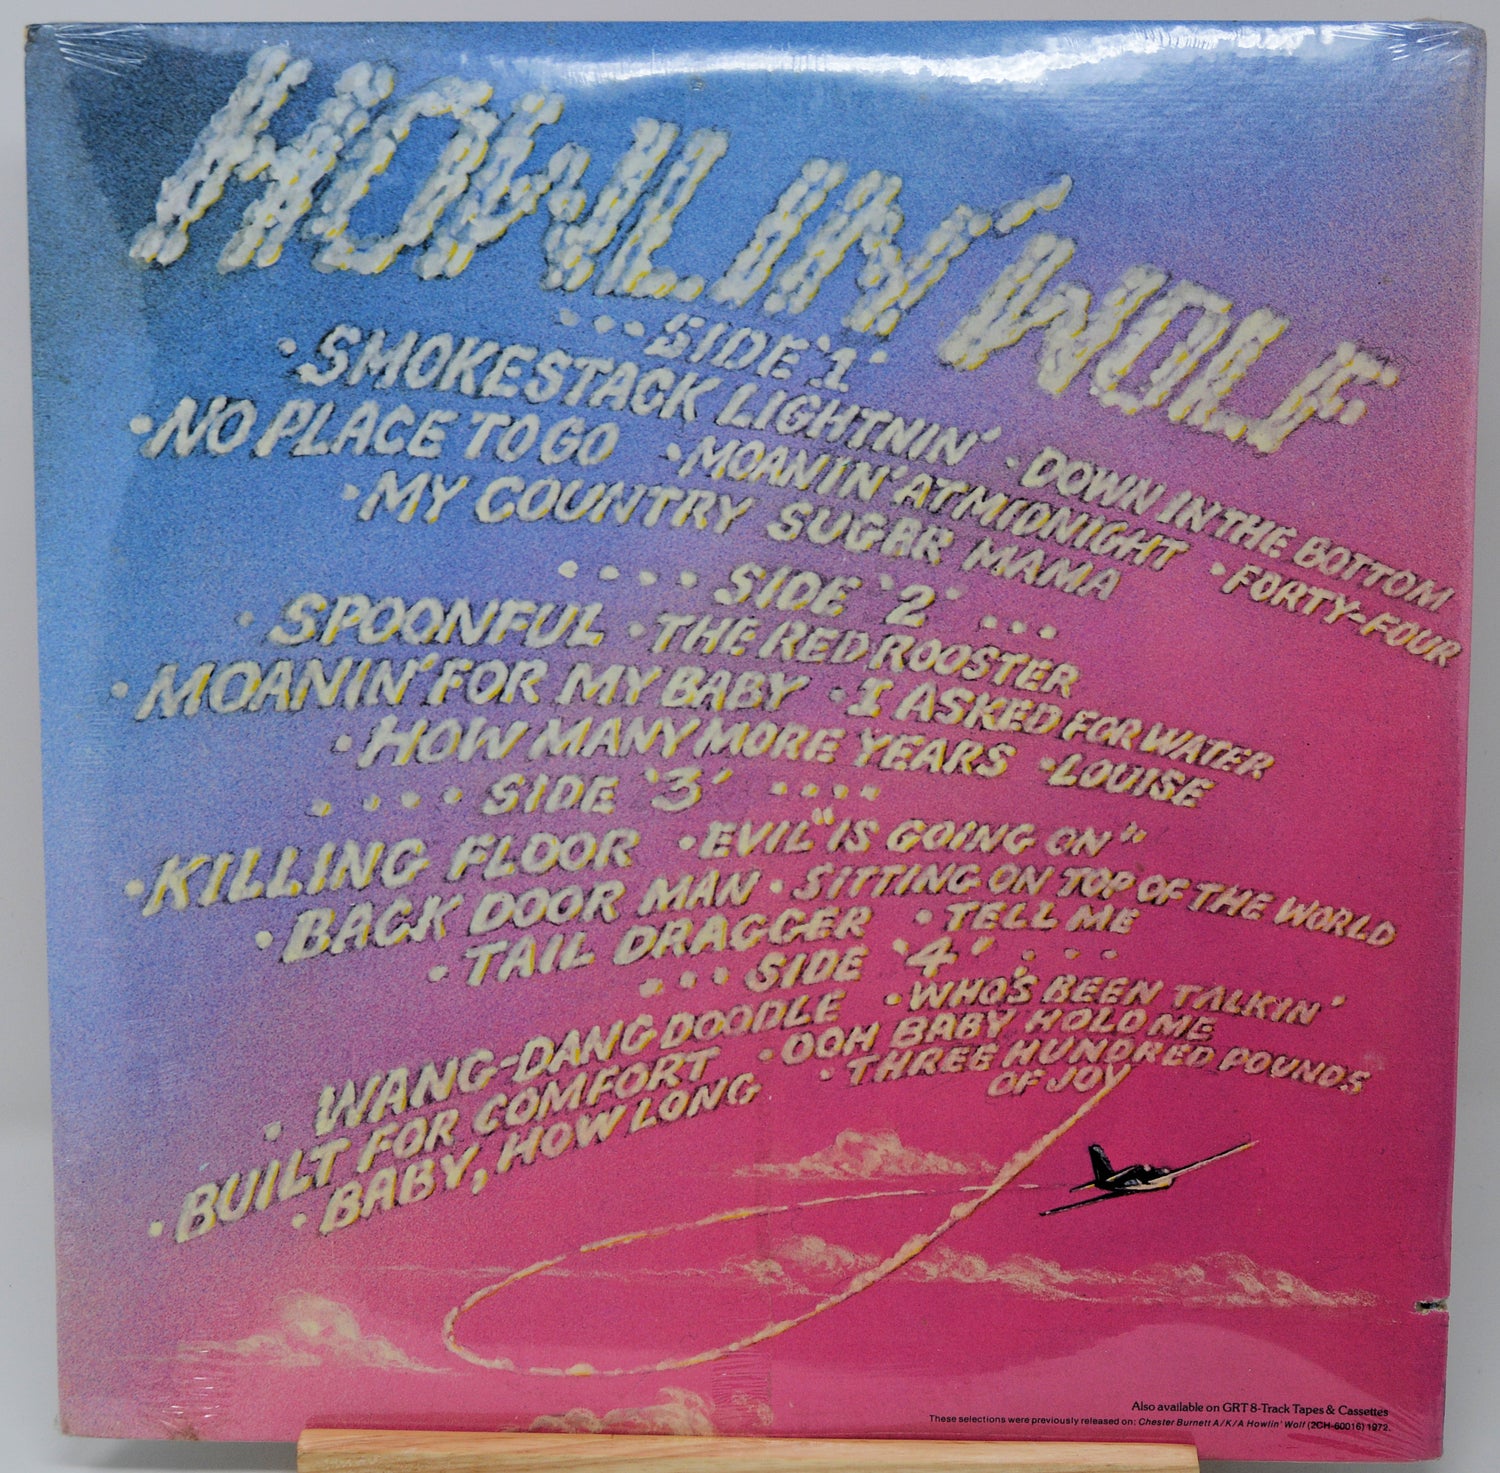 HOWLIN' WOLF
...SIDE '1'
• SMOKESTACK LIGHTNIN' • DOWN IN THE BOTTOM
• NO PLACE TO GO • MOANIN' AT MIDNIGHT • FORTY-FOUR
• MY COUNTRY SUGAR MAMA
.... SIDE '2' ...
• SPOONFUL • THE RED ROOSTER
• MOANIN' FOR MY BABY • I ASKED FOR WATER
• HOW MANY MORE YEARS • LOUISE
.... SIDE '3' ....
• KILLING FLOOR • EVIL "IS GOING ON"
• BACK DOOR MAN • SITTING ON TOP OF THE WORLD
• TAIL DRAGGER • TELL ME
... SIDE '4' ...
• WANG-DANG DOODLE • WHO'S BEEN TALKIN'
• BUILT FOR COMFORT • OOH BABY HOLD ME
• BABY, HOW LONG • THREE HUNDRED POUNDS
OF JOY
Also available on GRT 8-Track Tapes & Cassettes
These selections were previously released on: Chester Burnett A/K/A Howlin' Wolf (2CH-60016) 1972.